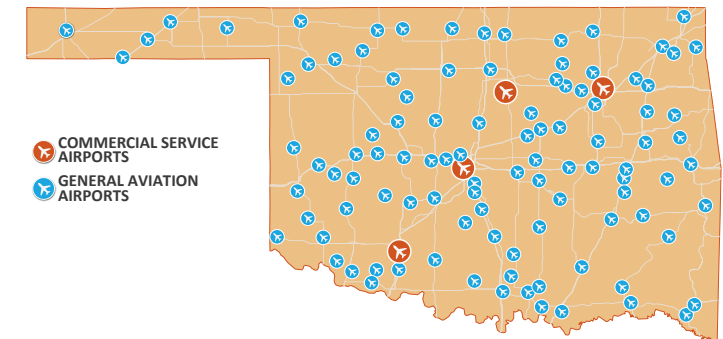 COMMERCIAL SERVICE
AIRPORTS
GENERAL AVIATION
AIRPORTS